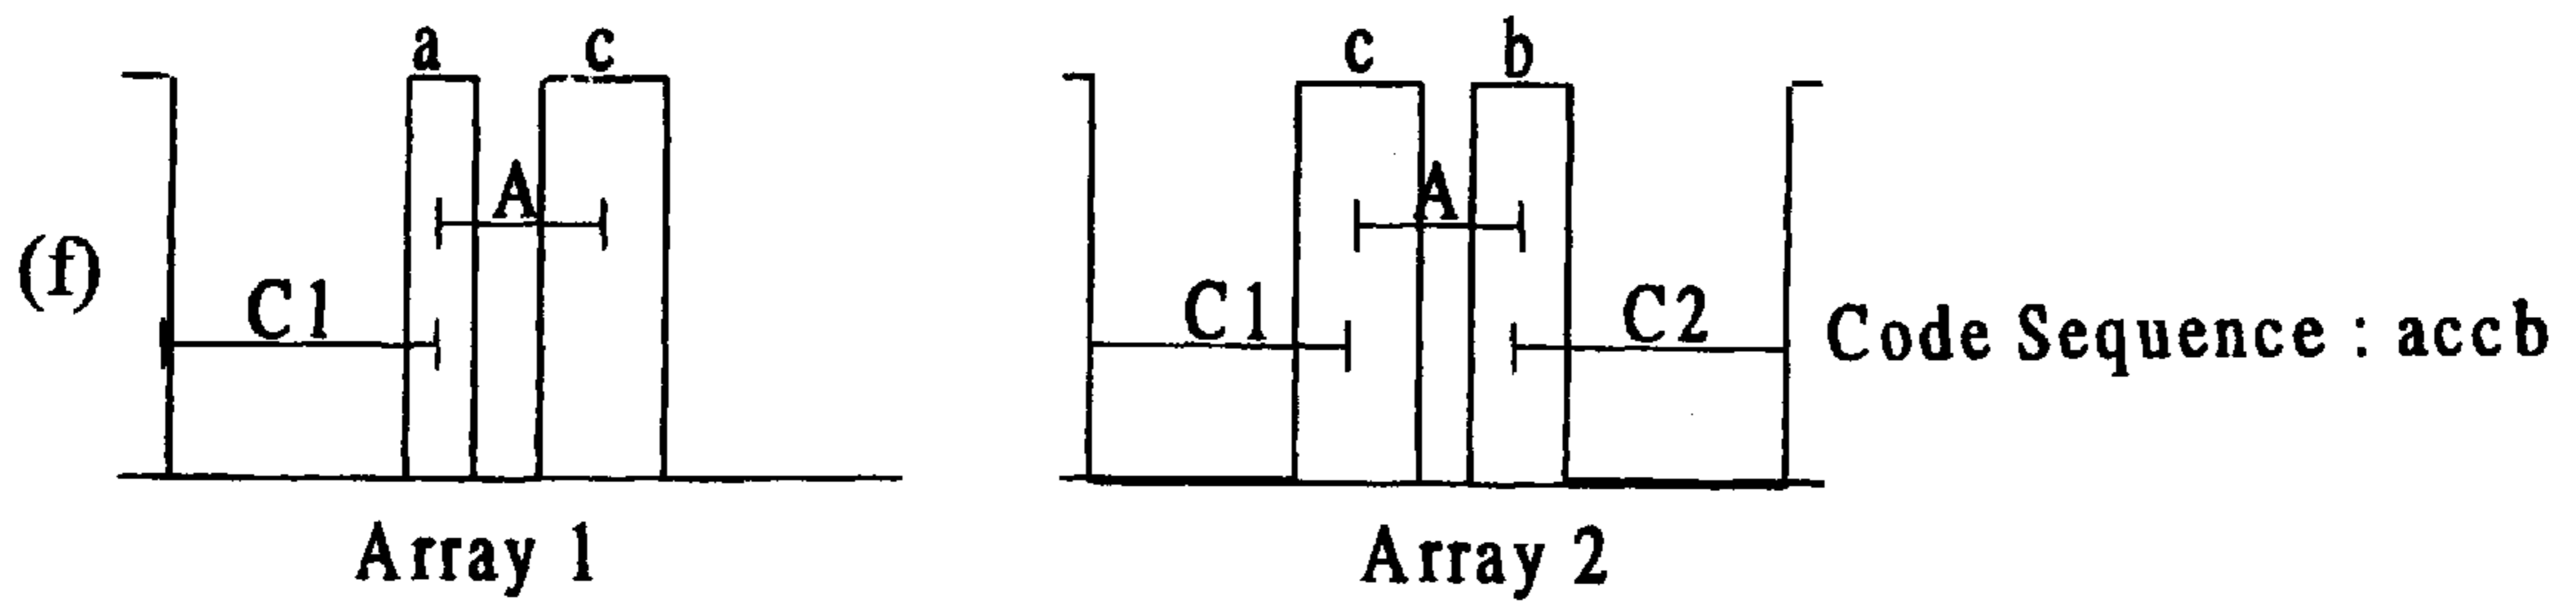 a c c b
A A
(f) C1 C1 C2 Code Sequence : accb
Array 1 Array 2